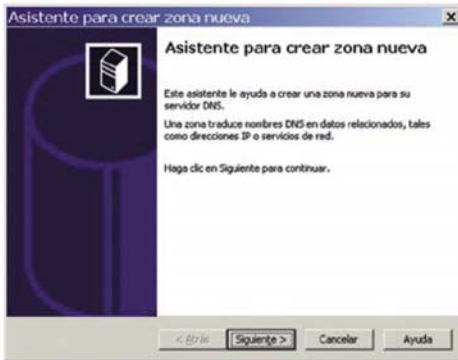 Asistente para crear zona nueva
Asistente para crear zona nueva
Este asistente le ayuda a crear una zona nueva para su
servidor DNS.
Una zona traduce nombres DNS en datos relacionados, tales
como direcciones IP o servicios de red.
Haga clic en Siguiente para continuar.
< Atrás
Siguiente >
Cancelar
Ayuda